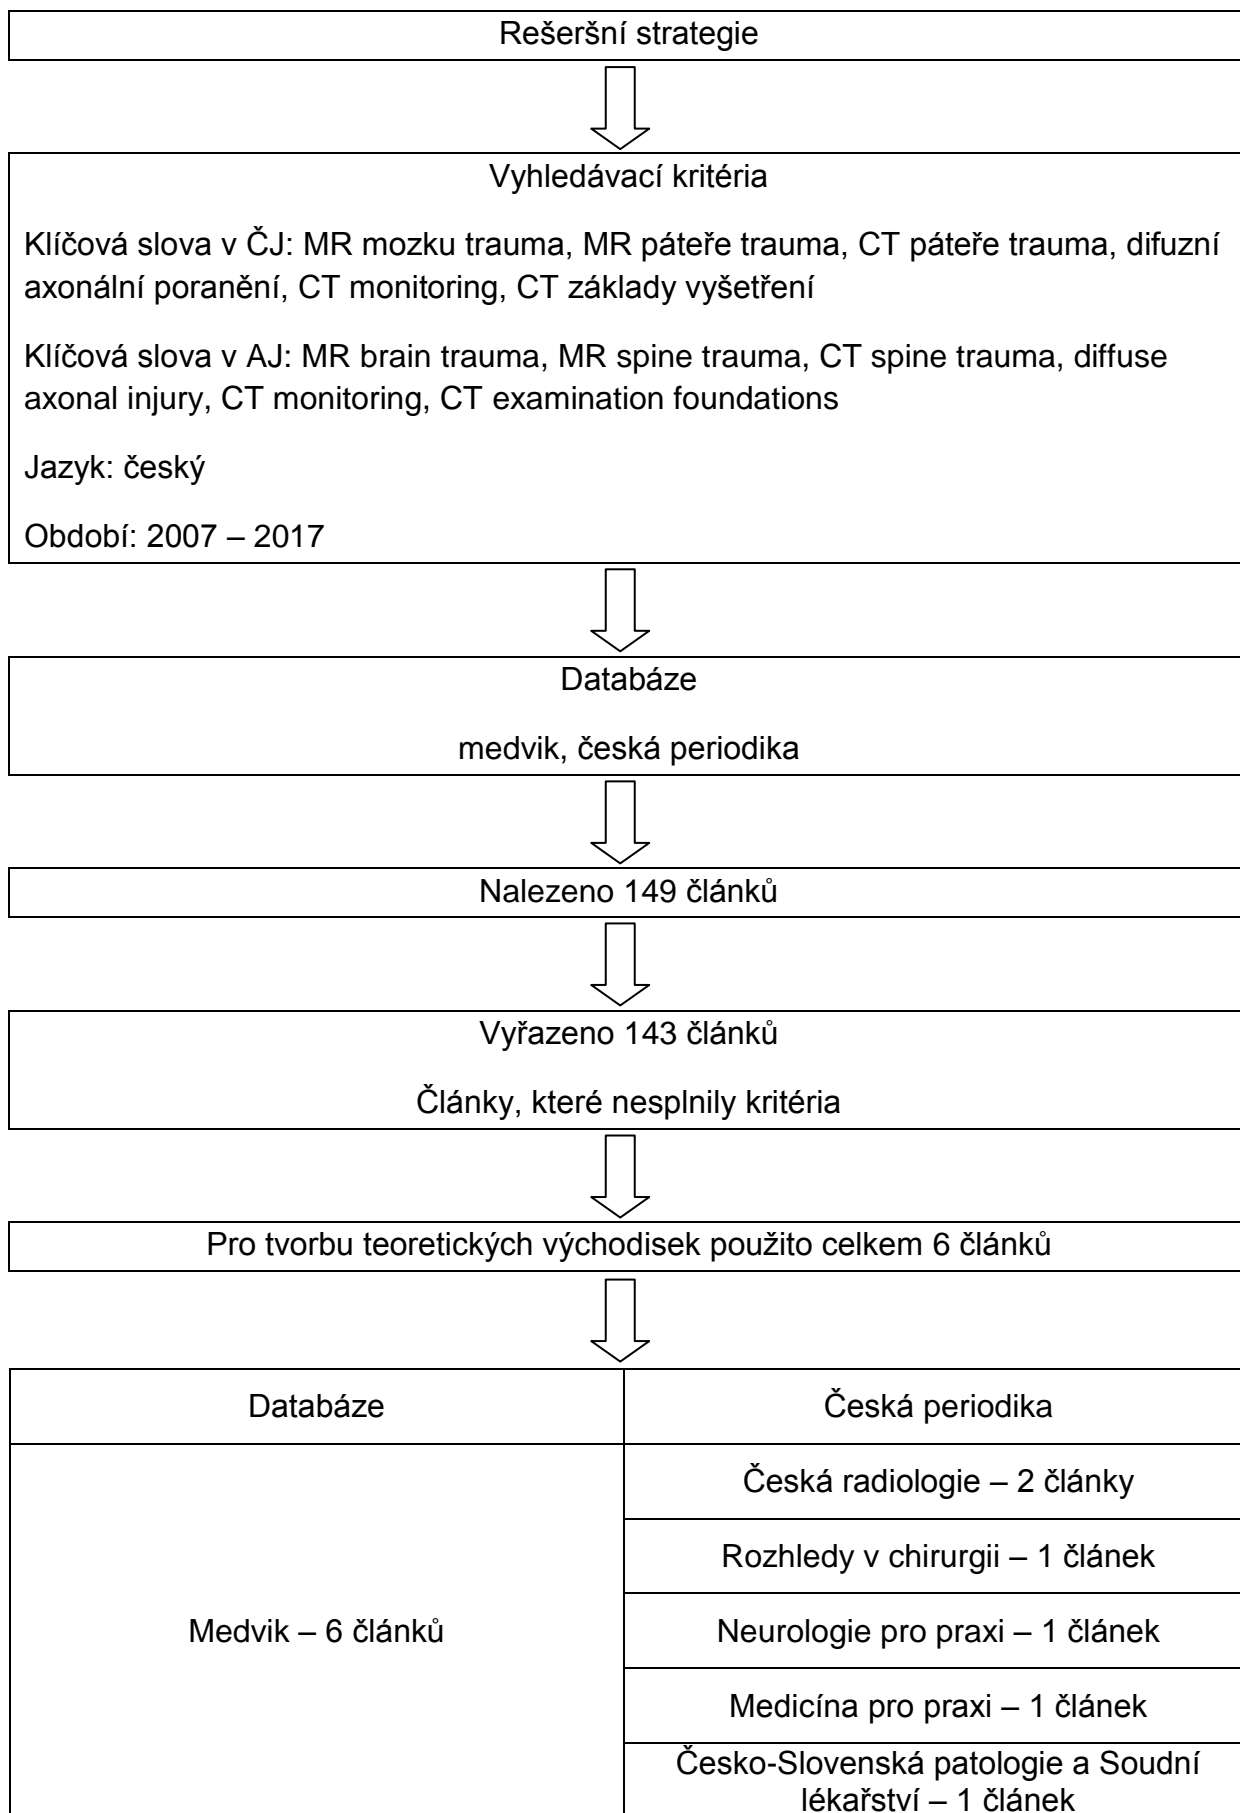 Rešeršní strategie
Vyhledávací kritéria
Klíčová slova v ČJ: MR mozku trauma, MR páteře trauma, CT páteře trauma, difuzní
axonální poranění, CT monitoring, CT základy vyšetření
Klíčová slova v AJ: MR brain trauma, MR spine trauma, CT spine trauma, diffuse
axonal injury, CT monitoring, CT examination foundations
Jazyk: český
Období: 2007 – 2017
Databáze
medvik, česká periodika
Nalezeno 149 článků
Vyřazeno 143 článků
Články, které nesplnily kritéria
Pro tvorbu teoretických východisek použito celkem 6 článků
Databáze
Česká periodika
Medvik – 6 článků
Česká radiologie – 2 články
Rozhledy v chirurgii – 1 článek
Neurologie pro praxi – 1 článek
Medicína pro praxi – 1 článek
Česko-Slovenská patologie a Soudní
lékařství – 1 článek